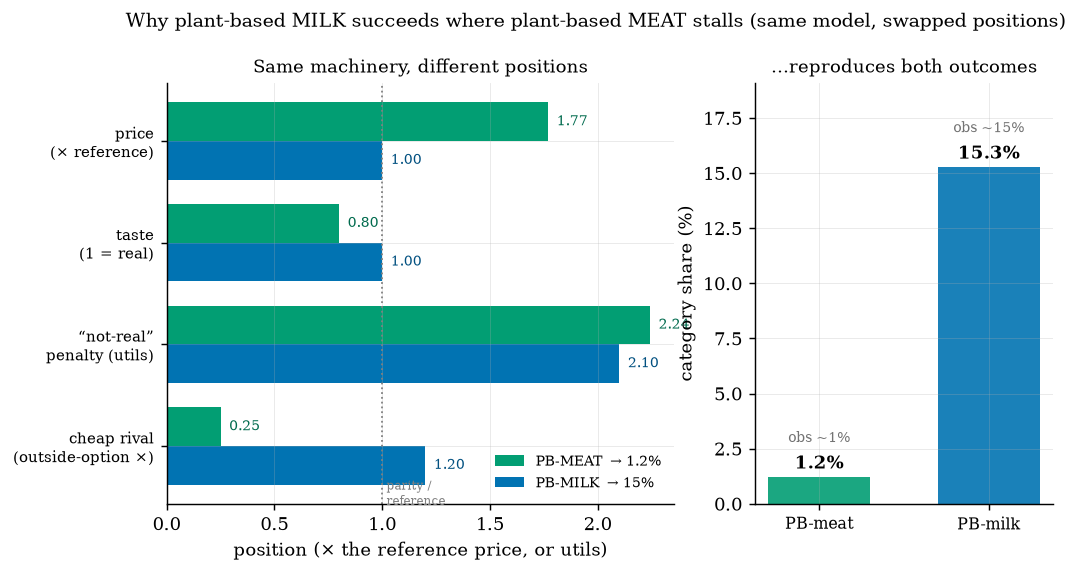 Why plant-based MILK succeeds where plant-based MEAT stalls (same model, swapped positions)
Same machinery, different positions
price
(× reference)
taste
(1 = real)
“not-real”
penalty (utils)
cheap rival
(outside-option ×)
1.77
1.00
0.80
1.00
2.24
2.10
0.25
1.20
parity /
reference
PB-MEAT → 1.2%
PB-MILK → 15%
0.0 0.5 1.0 1.5 2.0
position (× the reference price, or utils)
...reproduces both outcomes
category share (%)
17.5
15.0
12.5
10.0
7.5
5.0
2.5
0.0
obs ~1%
1.2%
obs ~15%
15.3%
PB-meat PB-milk